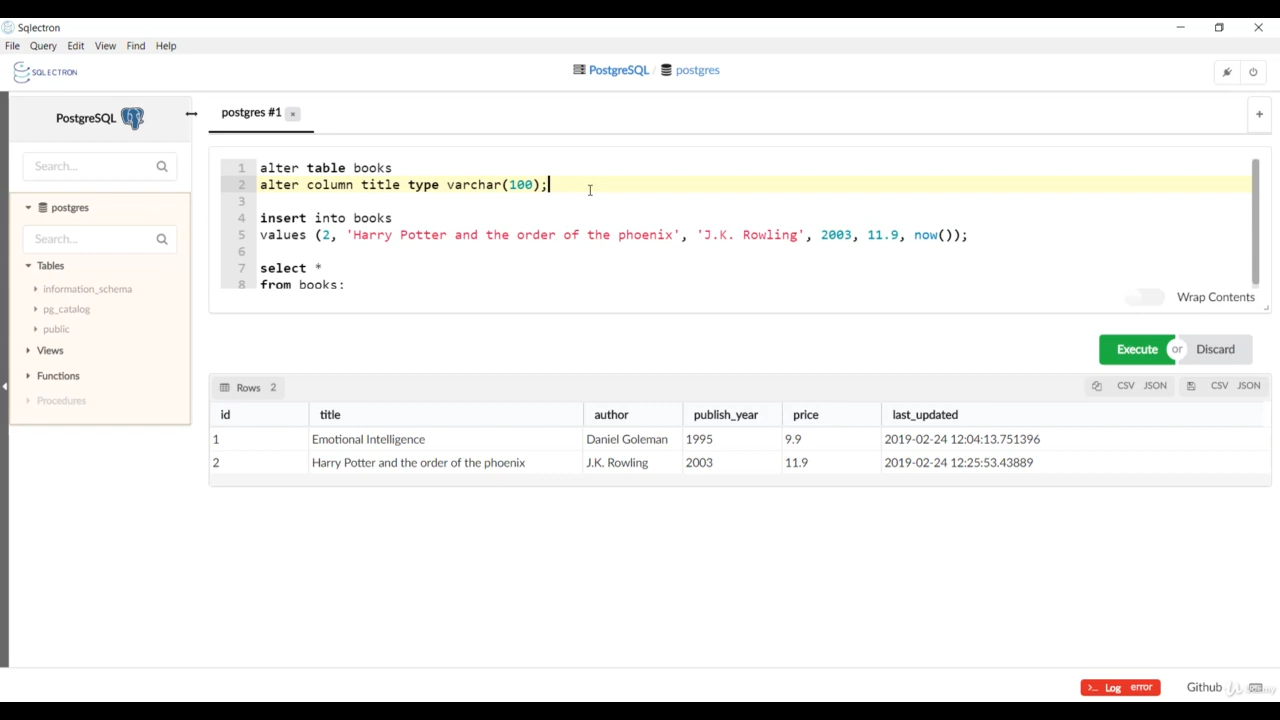 Sqlectron
File Query Edit View Find Help
SQLECTRON
PostgreSQL / postgres
PostgreSQL
postgres #1 ×
+
Search...
postgres
Search...
Tables
information_schema
pg_catalog
public
Views
Functions
Procedures
1 alter table books
2 alter column title type varchar(100);
3
4 insert into books
5 values (2, 'Harry Potter and the order of the phoenix', 'J.K. Rowling', 2003, 11.9, now());
6
7 select *
8 from books;
Wrap Contents
Execute or Discard
Rows 2 CSV JSON CSV JSON
id title author publish_year price last_updated
1 Emotional Intelligence Daniel Goleman 1995 9.9 2019-02-24 12:04:13.751396
2 Harry Potter and the order of the phoenix J.K. Rowling 2003 11.9 2019-02-24 12:25:53.43889
>_ Log error
Github
Udemy